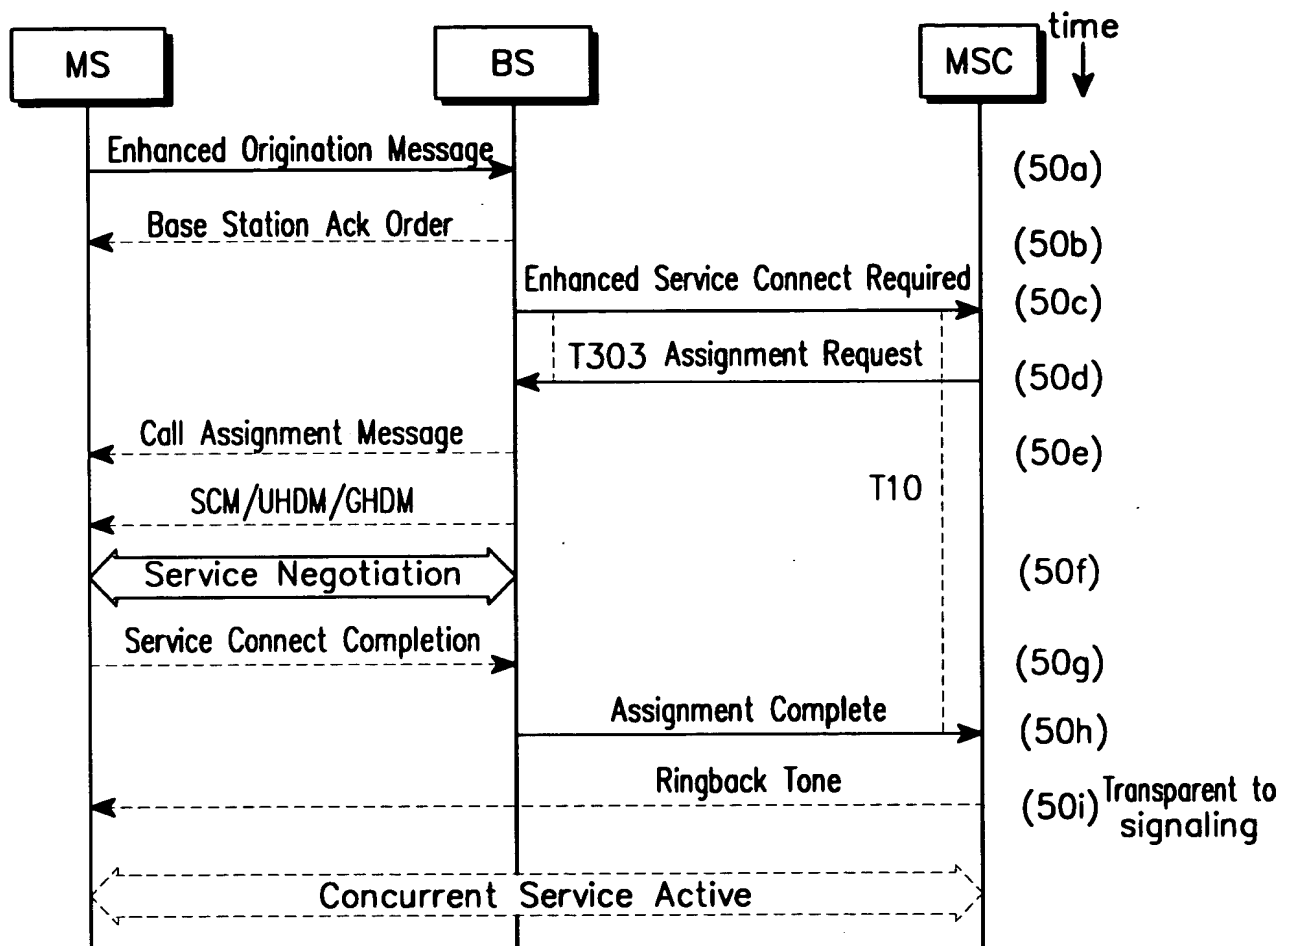 time
MS
BS
MSC
Enhanced Origination Message
(50a)
Base Station Ack Order
(50b)
Enhanced Service Connect Required
(50c)
T303 Assignment Request
(50d)
Call Assignment Message
(50e)
T10
SCM/UHDM/GHDM
Service Negotiation
(50f)
Service Connect Completion
(50g)
Assignment Complete
(50h)
Ringback Tone
(50i) Transparent to
signaling
Concurrent Service Active